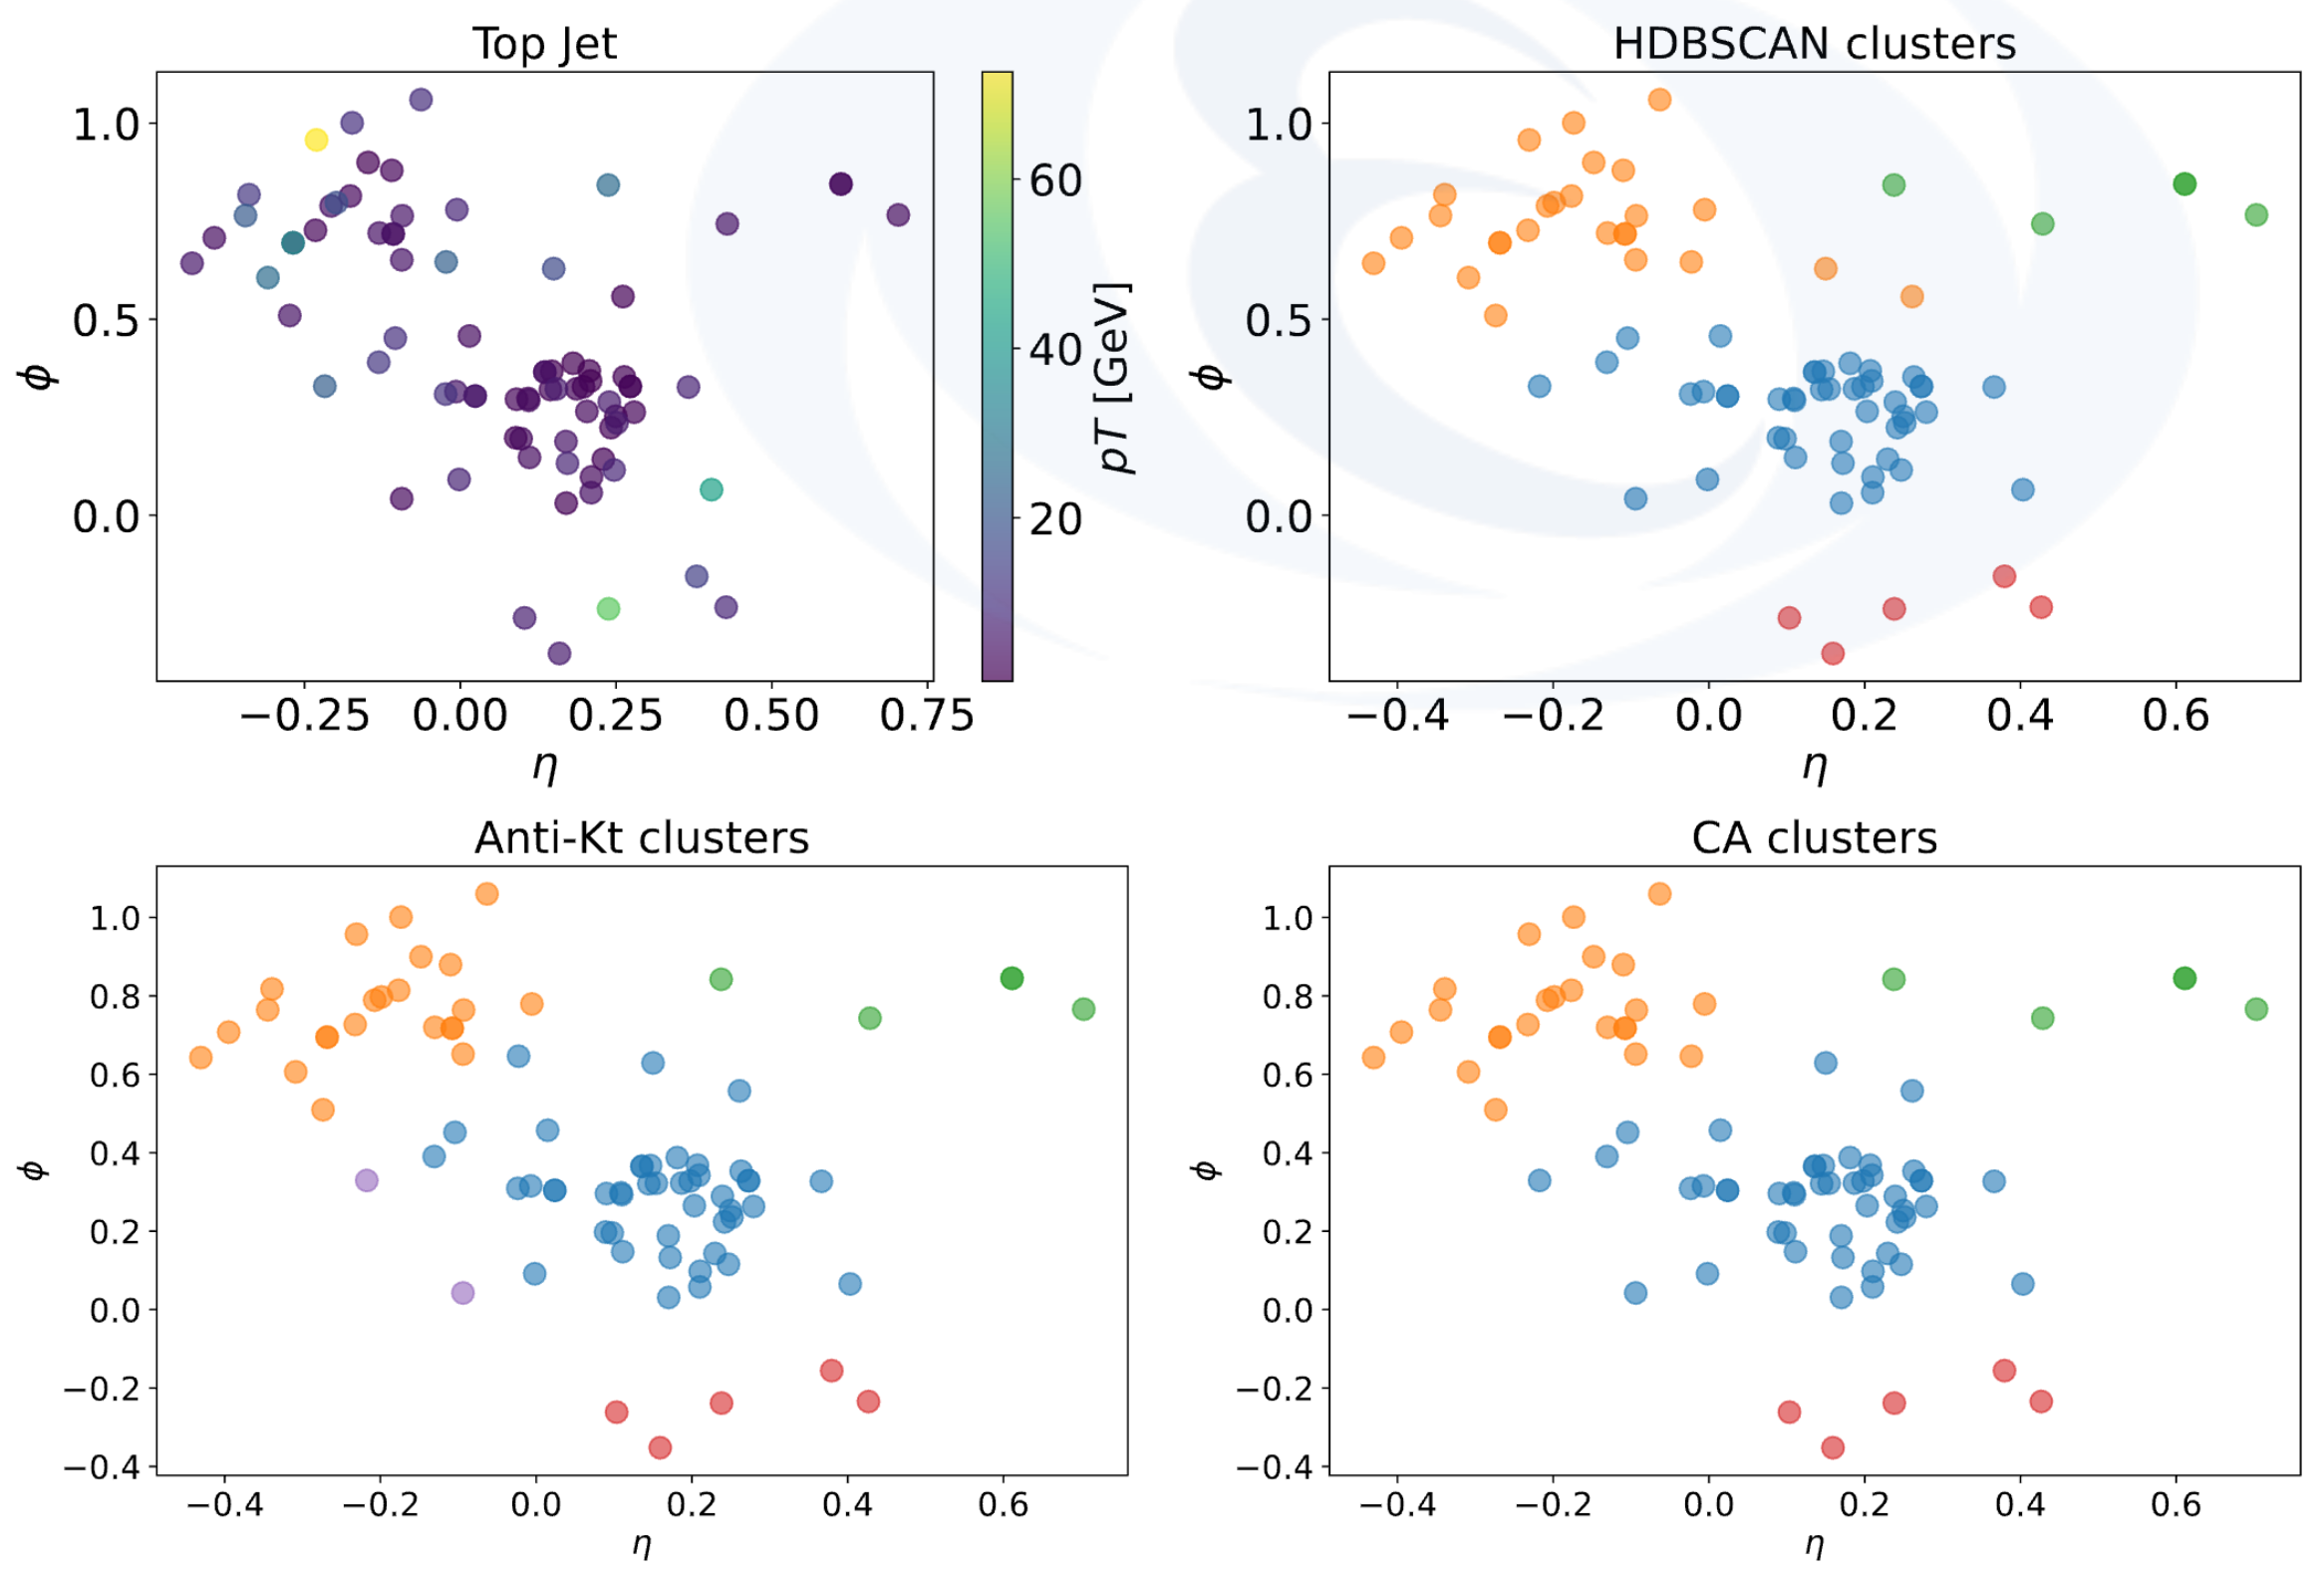 Top Jet
1.0
0.5
0.0
ϕ
−0.25 0.00 0.25 0.50 0.75
η
60
40
20
pT [GeV]
HDBSCAN clusters
1.0
0.5
0.0
ϕ
−0.4 −0.2 0.0 0.2 0.4 0.6
η
Anti-Kt clusters
1.0
0.8
0.6
0.4
0.2
0.0
−0.2
−0.4
ϕ
−0.4 −0.2 0.0 0.2 0.4 0.6
η
CA clusters
1.0
0.8
0.6
0.4
0.2
0.0
−0.2
−0.4
ϕ
−0.4 −0.2 0.0 0.2 0.4 0.6
η